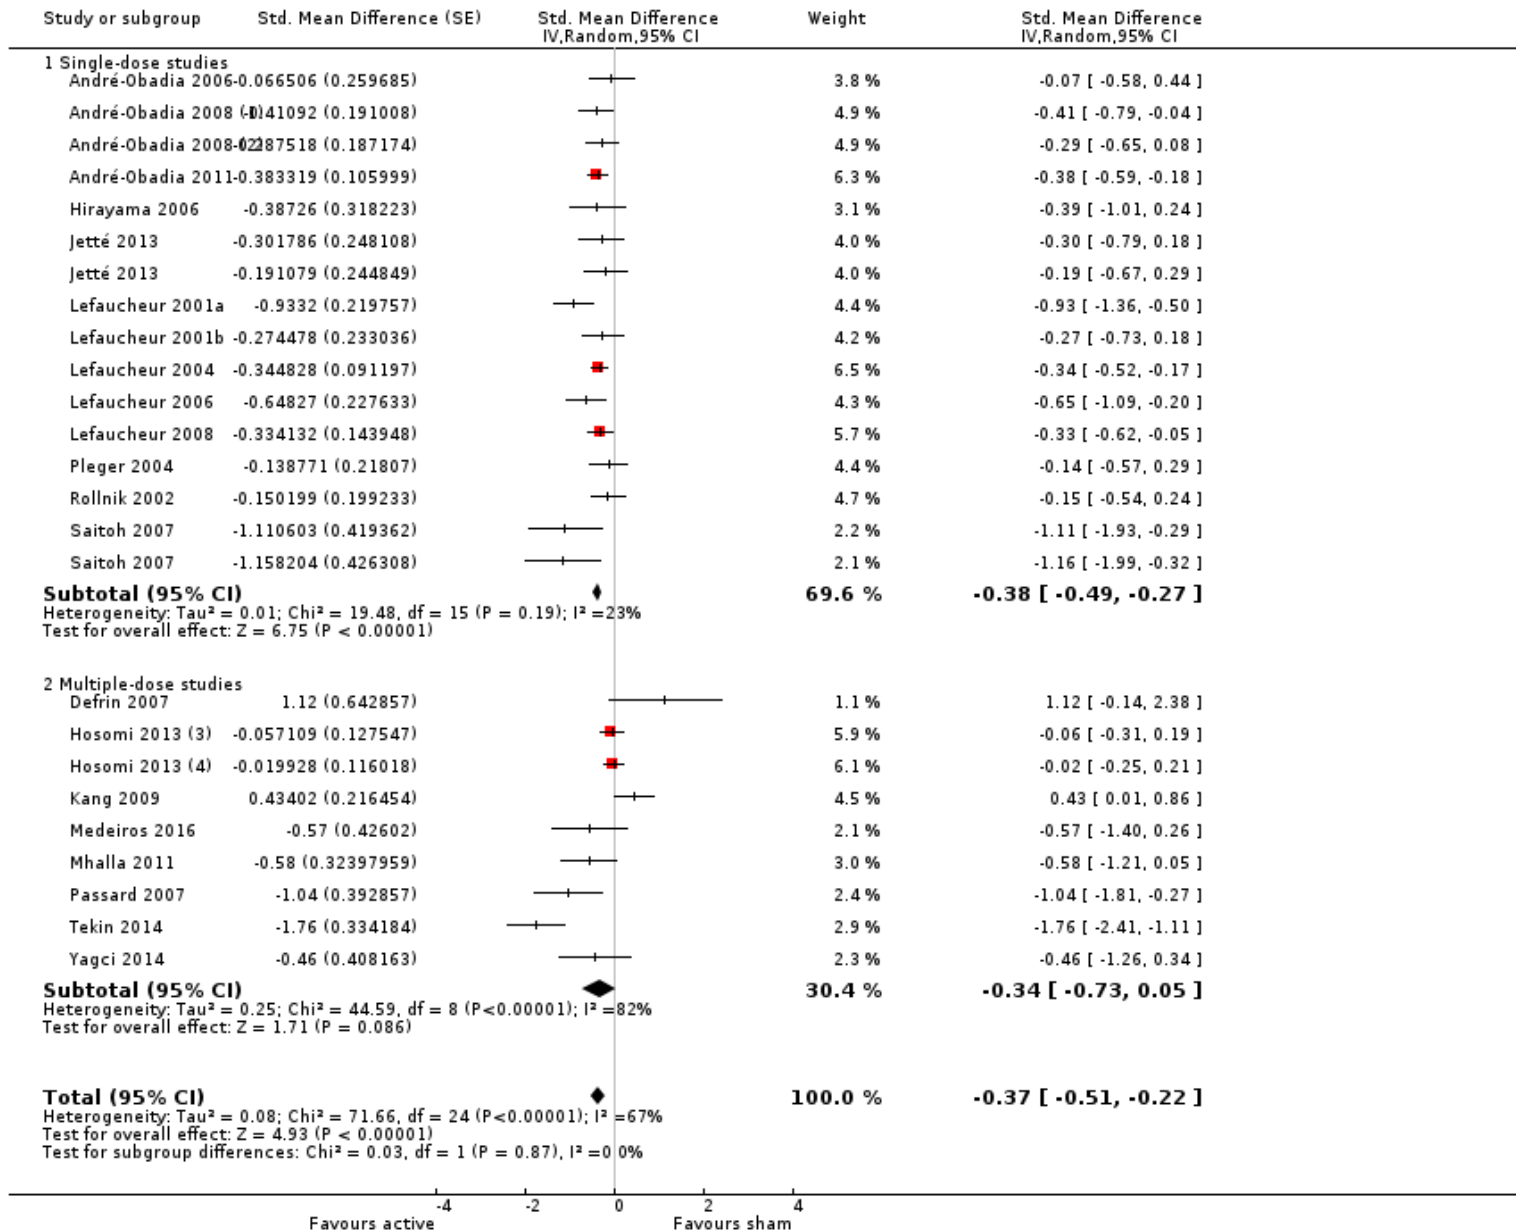 Study or subgroup Std. Mean Difference (SE) Std. Mean Difference Weight Std. Mean Difference
IV,Random,95% CI IV,Random,95% CI
1 Single-dose studies
André-Obadia 2006 -0.066506 (0.259685) 3.8 % -0.07 [ -0.58, 0.44 ]
André-Obadia 2008 (1) -0.41092 (0.191008) 4.9 % -0.41 [ -0.79, -0.04 ]
André-Obadia 2008 (2) -0.287518 (0.187174) 4.9 % -0.29 [ -0.65, 0.08 ]
André-Obadia 2011 -0.383319 (0.105999) 6.3 % -0.38 [ -0.59, -0.18 ]
Hirayama 2006 -0.38726 (0.318223) 3.1 % -0.39 [ -1.01, 0.24 ]
Jetté 2013 -0.301786 (0.248108) 4.0 % -0.30 [ -0.79, 0.18 ]
Jetté 2013 -0.191079 (0.244849) 4.0 % -0.19 [ -0.67, 0.29 ]
Lefaucheur 2001a -0.9332 (0.219757) 4.4 % -0.93 [ -1.36, -0.50 ]
Lefaucheur 2001b -0.274478 (0.233036) 4.2 % -0.27 [ -0.73, 0.18 ]
Lefaucheur 2004 -0.344828 (0.091197) 6.5 % -0.34 [ -0.52, -0.17 ]
Lefaucheur 2006 -0.64827 (0.227633) 4.3 % -0.65 [ -1.09, -0.20 ]
Lefaucheur 2008 -0.334132 (0.143948) 5.7 % -0.33 [ -0.62, -0.05 ]
Pleger 2004 -0.138771 (0.21807) 4.4 % -0.14 [ -0.57, 0.29 ]
Rollnik 2002 -0.150199 (0.199233) 4.7 % -0.15 [ -0.54, 0.24 ]
Saitoh 2007 -1.110603 (0.419362) 2.2 % -1.11 [ -1.93, -0.29 ]
Saitoh 2007 -1.158204 (0.426308) 2.1 % -1.16 [ -1.99, -0.32 ]
Subtotal (95% CI) 69.6 % -0.38 [ -0.49, -0.27 ]
Heterogeneity: Tau² = 0.01; Chi² = 19.48, df = 15 (P = 0.19); I² =23%
Test for overall effect: Z = 6.75 (P < 0.00001)
2 Multiple-dose studies
Defrin 2007 1.12 (0.642857) 1.1 % 1.12 [ -0.14, 2.38 ]
Hosomi 2013 (3) -0.057109 (0.127547) 5.9 % -0.06 [ -0.31, 0.19 ]
Hosomi 2013 (4) -0.019928 (0.116018) 6.1 % -0.02 [ -0.25, 0.21 ]
Kang 2009 0.43402 (0.216454) 4.5 % 0.43 [ 0.01, 0.86 ]
Medeiros 2016 -0.57 (0.42602) 2.1 % -0.57 [ -1.40, 0.26 ]
Mhalla 2011 -0.58 (0.32397959) 3.0 % -0.58 [ -1.21, 0.05 ]
Passard 2007 -1.04 (0.392857) 2.4 % -1.04 [ -1.81, -0.27 ]
Tekin 2014 -1.76 (0.334184) 2.9 % -1.76 [ -2.41, -1.11 ]
Yagci 2014 -0.46 (0.408163) 2.3 % -0.46 [ -1.26, 0.34 ]
Subtotal (95% CI) 30.4 % -0.34 [ -0.73, 0.05 ]
Heterogeneity: Tau² = 0.25; Chi² = 44.59, df = 8 (P<0.00001); I² =82%
Test for overall effect: Z = 1.71 (P = 0.086)
Total (95% CI) 100.0 % -0.37 [ -0.51, -0.22 ]
Heterogeneity: Tau² = 0.08; Chi² = 71.66, df = 24 (P<0.00001); I² =67%
Test for overall effect: Z = 4.93 (P < 0.00001)
Test for subgroup differences: Chi² = 0.03, df = 1 (P = 0.87), I² =0.0%
-4 -2 0 2 4
Favours active Favours sham